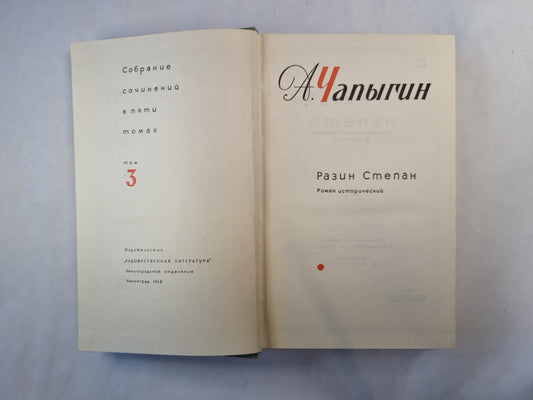 Собрание
сочинений
в пяти
томах
том
3
Издательство
"ХУДОЖЕСТВЕННАЯ ЛИТЕРАТУРА"
Ленинградское отделение
Ленинград 1968
А. Чапыгин
Разин Степан
Роман исторический